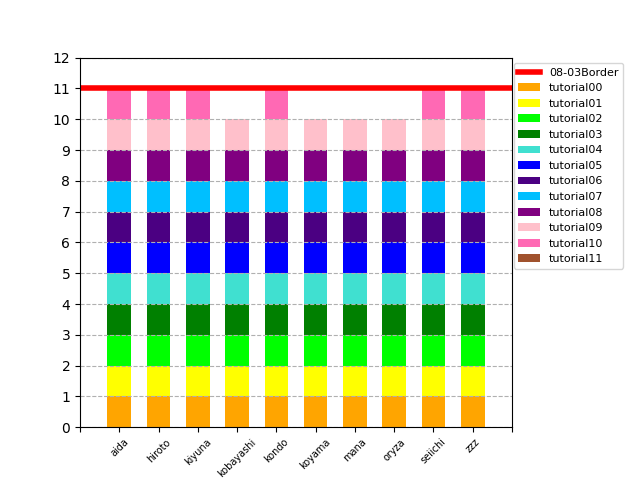 12
11
10
9
8
7
6
5
4
3
2
1
0
aida
hiroto
kiyuna
kobayashi
kondo
koyama
mana
oryza
seiichi
zzz
08-03Border
tutorial00
tutorial01
tutorial02
tutorial03
tutorial04
tutorial05
tutorial06
tutorial07
tutorial08
tutorial09
tutorial10
tutorial11